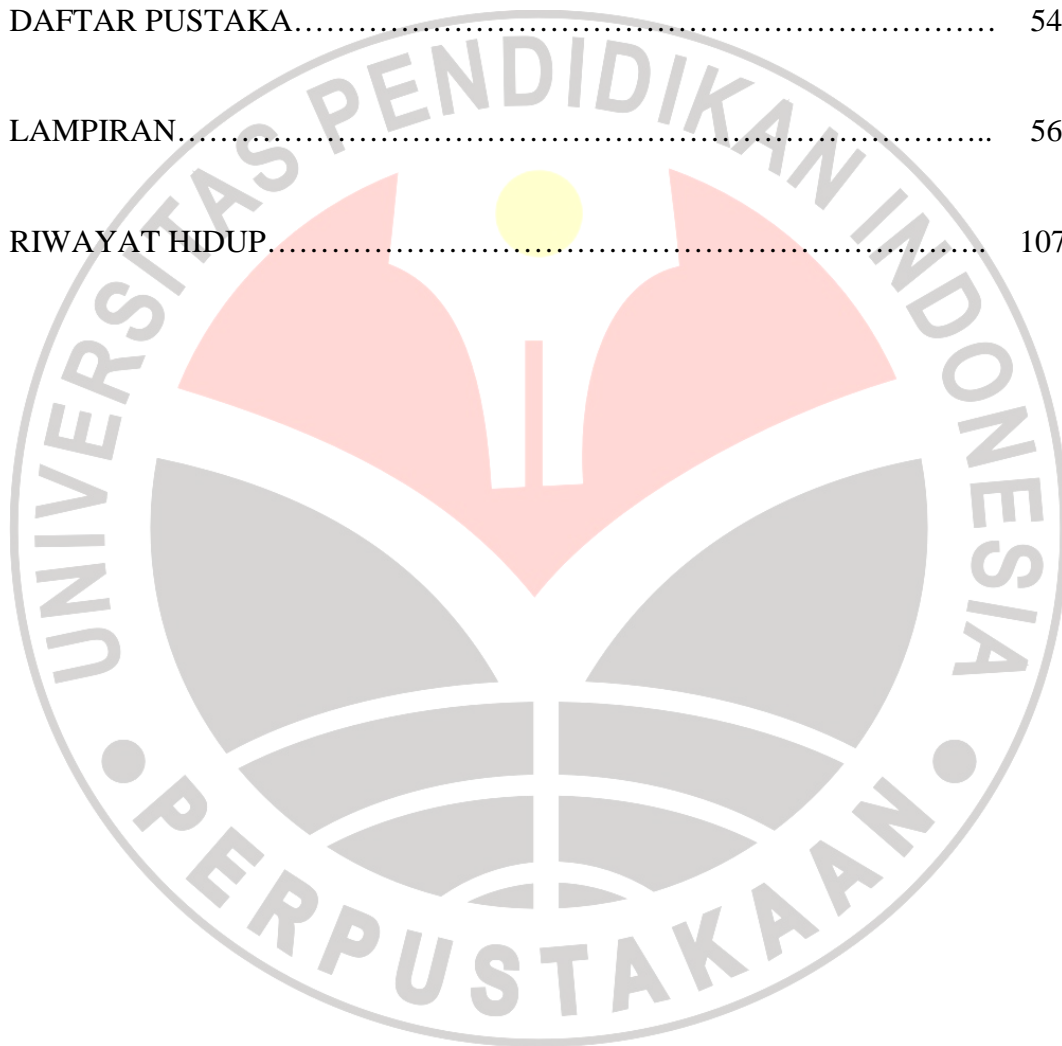 DAFTAR PUSTAKA………………………………………………………… 54
LAMPIRAN………………………………………………………………….. 56
RIWAYAT HIDUP………………………………………………………….. 107
UNIVERSITAS PENDIDIKAN INDONESIA
PERPUSTAKAAN